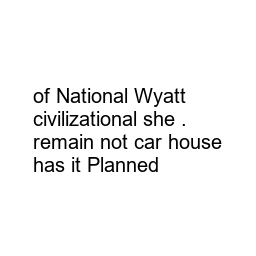 of National Wyatt
civilizational she .
remain not car house
has it Planned